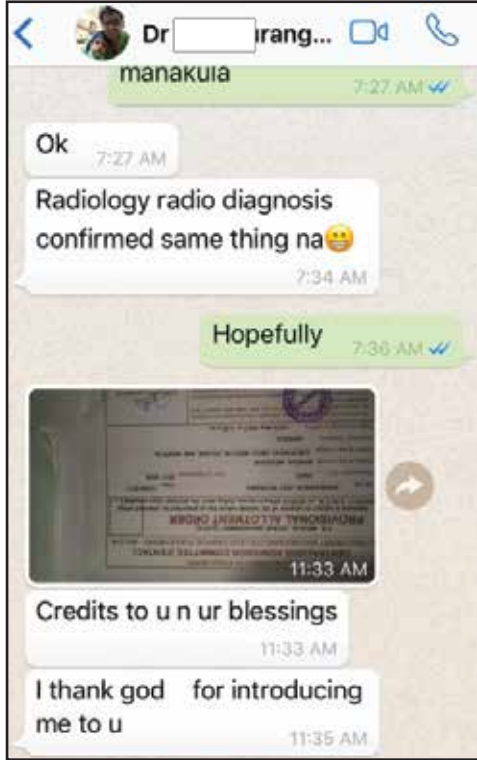 Dr
rang...
manakula
7:27 AM
Ok
7:27 AM
Radiology radio diagnosis
confirmed same thing na😬
7:34 AM
Hopefully
7:36 AM
PROVISIONAL ALLOTMENT ORDER
11:33 AM
Credits to u n ur blessings
11:33 AM
I thank god for introducing
me to u
11:35 AM